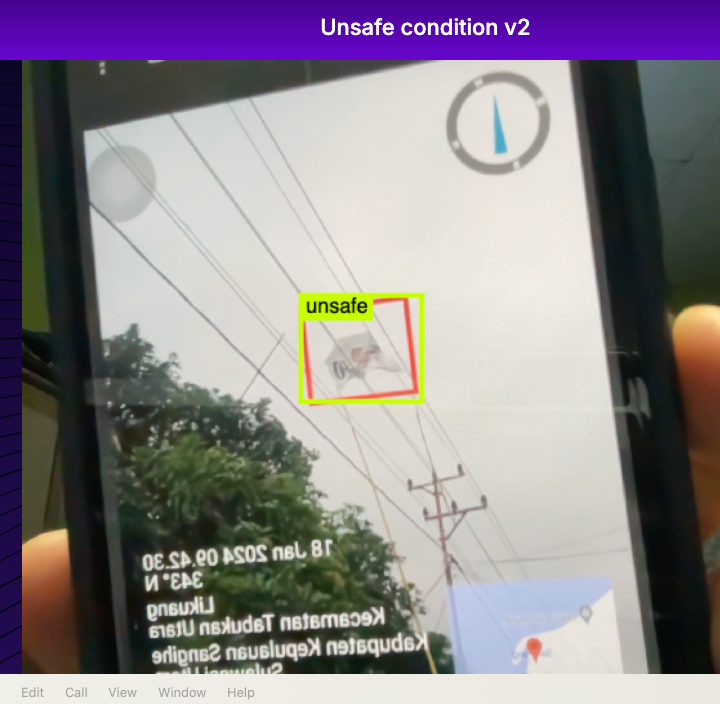 Unsafe condition v2
unsafe
18 Jan 2024 09.42.30
343° N
Likuang
Kecamatan Tabukan Utara
Kabupaten Kepulauan Sangihe
Sulawesi Utara
Edit Call View Window Help